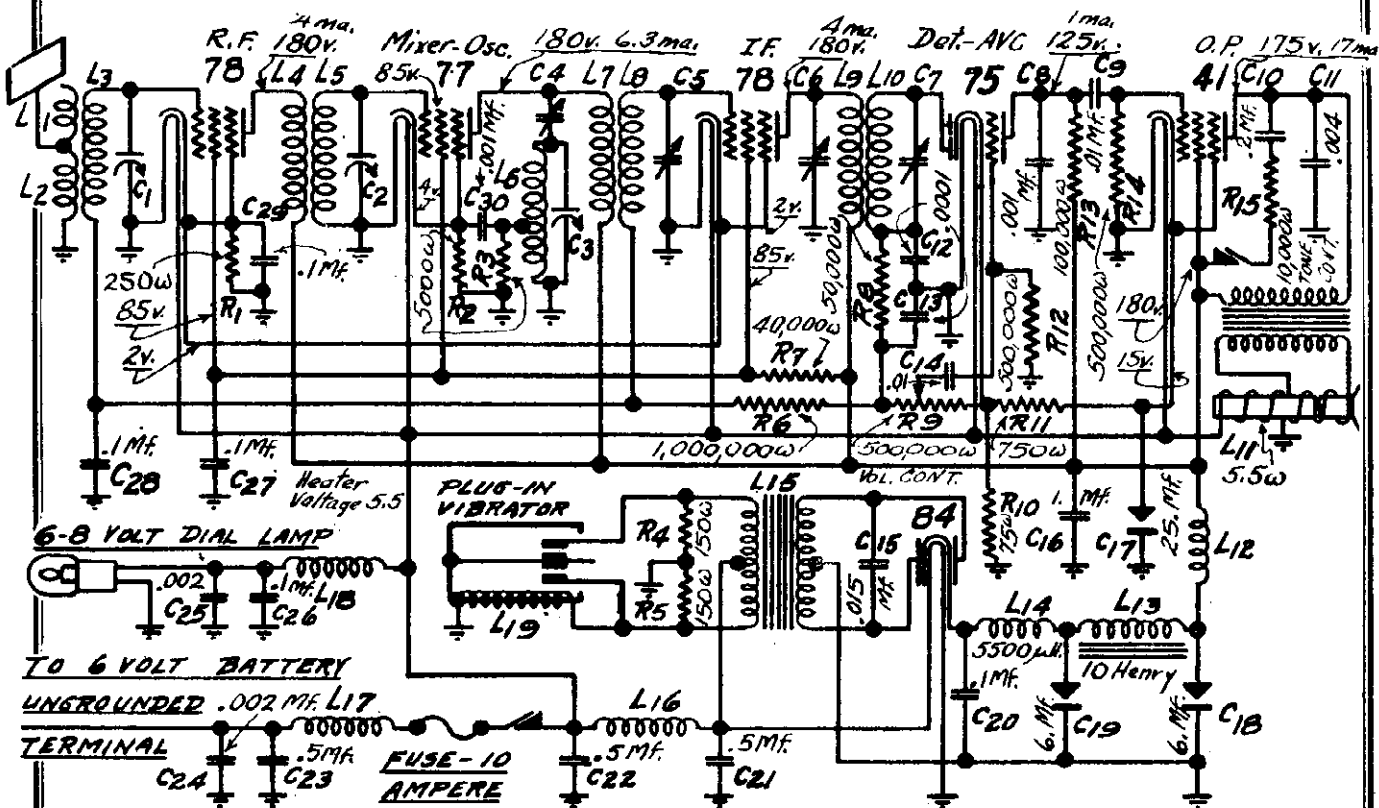 R.F. 4 ma. 180v. Mixer-Osc. 180v. 6.3 ma. I.F. 4 ma. 180v. Det.-AVC 1 ma. 125v. O.P. 175v. 17 ma
78 85v. 77 78 75 41
L1 L3 L4 L5 C4 L7 L8 C5 C6 L9 L10 C7 C8 C9 C10 C11
.001 Mf. .01 Mf. .2 Mf. .004
L2 C1 C2 L6 C3
C29 4v. C30 2v. .001 .001 Mf. R13 R14 R15
250ω .1 Mf. 5000ω R3 85v. 50,000ω C12 100,000ω 10,000ω TONE CONT.
R1 R2 R8 C13 500,000ω R12 500,000ω 180v.
85v. 40,000ω
2v. R7 C14 .01 15v.
R6 R9 R11
.1 Mf. .1 Mf. 1,000,000ω 500,000ω 750ω L11
C28 C27 VOL. CONT. 5.5ω
Heater Voltage 5.5
PLUG-IN VIBRATOR L15
R4 150ω C15 84 R10 1. Mf. 25. Mf.
6-8 VOLT DIAL LAMP 75ω C16 C17 L12
.002 .1 Mf. L18 .015 Mf.
C25 C26 R5 150ω
L19 L14 L13
5500 μH. 10 Henry
TO 6 VOLT BATTERY
UNGROUNDED .002 Mf. L17 L16 .1 Mf.
TERMINAL C20 6. Mf. C19 6. Mf. C18
C24 .5 Mf. C23 FUSE-10 .5 Mf. C22 .5 Mf. C21
AMPERE